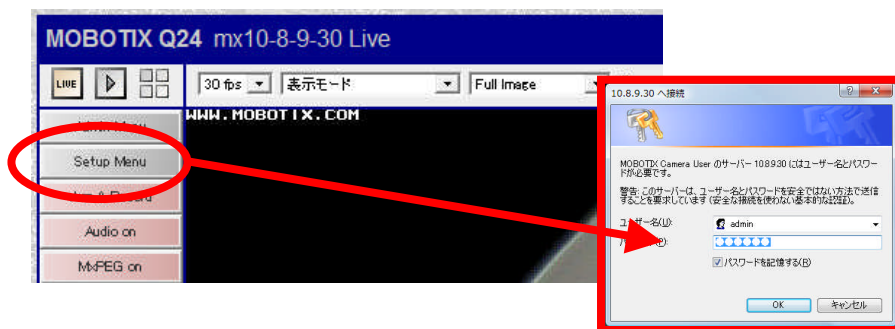 MOBOTIX Q24 mx10-8-9-30 Live
LIVE
30 fps
表示モード
Full Image
WWW.MOBOTIX.COM
Setup Menu
Audio on
MxPEG on
10.8.9.30 へ接続
MOBOTIX Camera User のサーバー 10.8.9.30 にはユーザー名とパスワー
ドが必要です。
警告: このサーバーは、ユーザー名とパスワードを安全ではない方法で送信
することを要求しています (安全な接続を使わない基本的な認証)。
ユーザー名(U):
admin
パスワードを記憶する(R)
OK
キャンセル